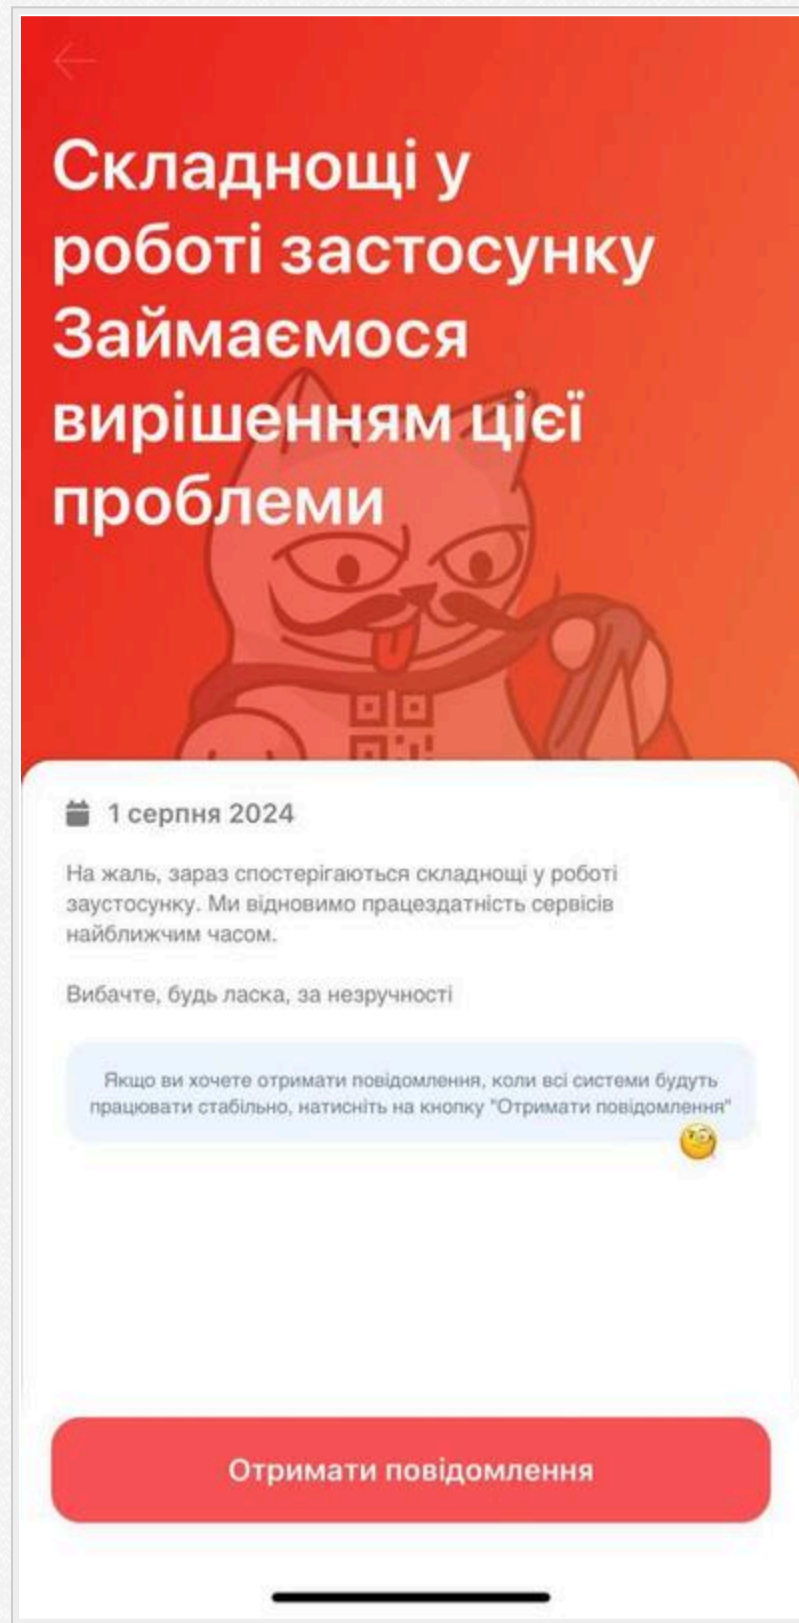 Складнощі у
роботі застосунку
Займаємося
вирішенням цієї
проблеми
1 серпня 2024
На жаль, зараз спостерігаються складнощі у роботі
заустосунку. Ми відновимо працездатність сервісів
найближчим часом.
Вибачте, будь ласка, за незручності
Якщо ви хочете отримати повідомлення, коли всі системи будуть
працювати стабільно, натисніть на кнопку "Отримати повідомлення"
Отримати повідомлення